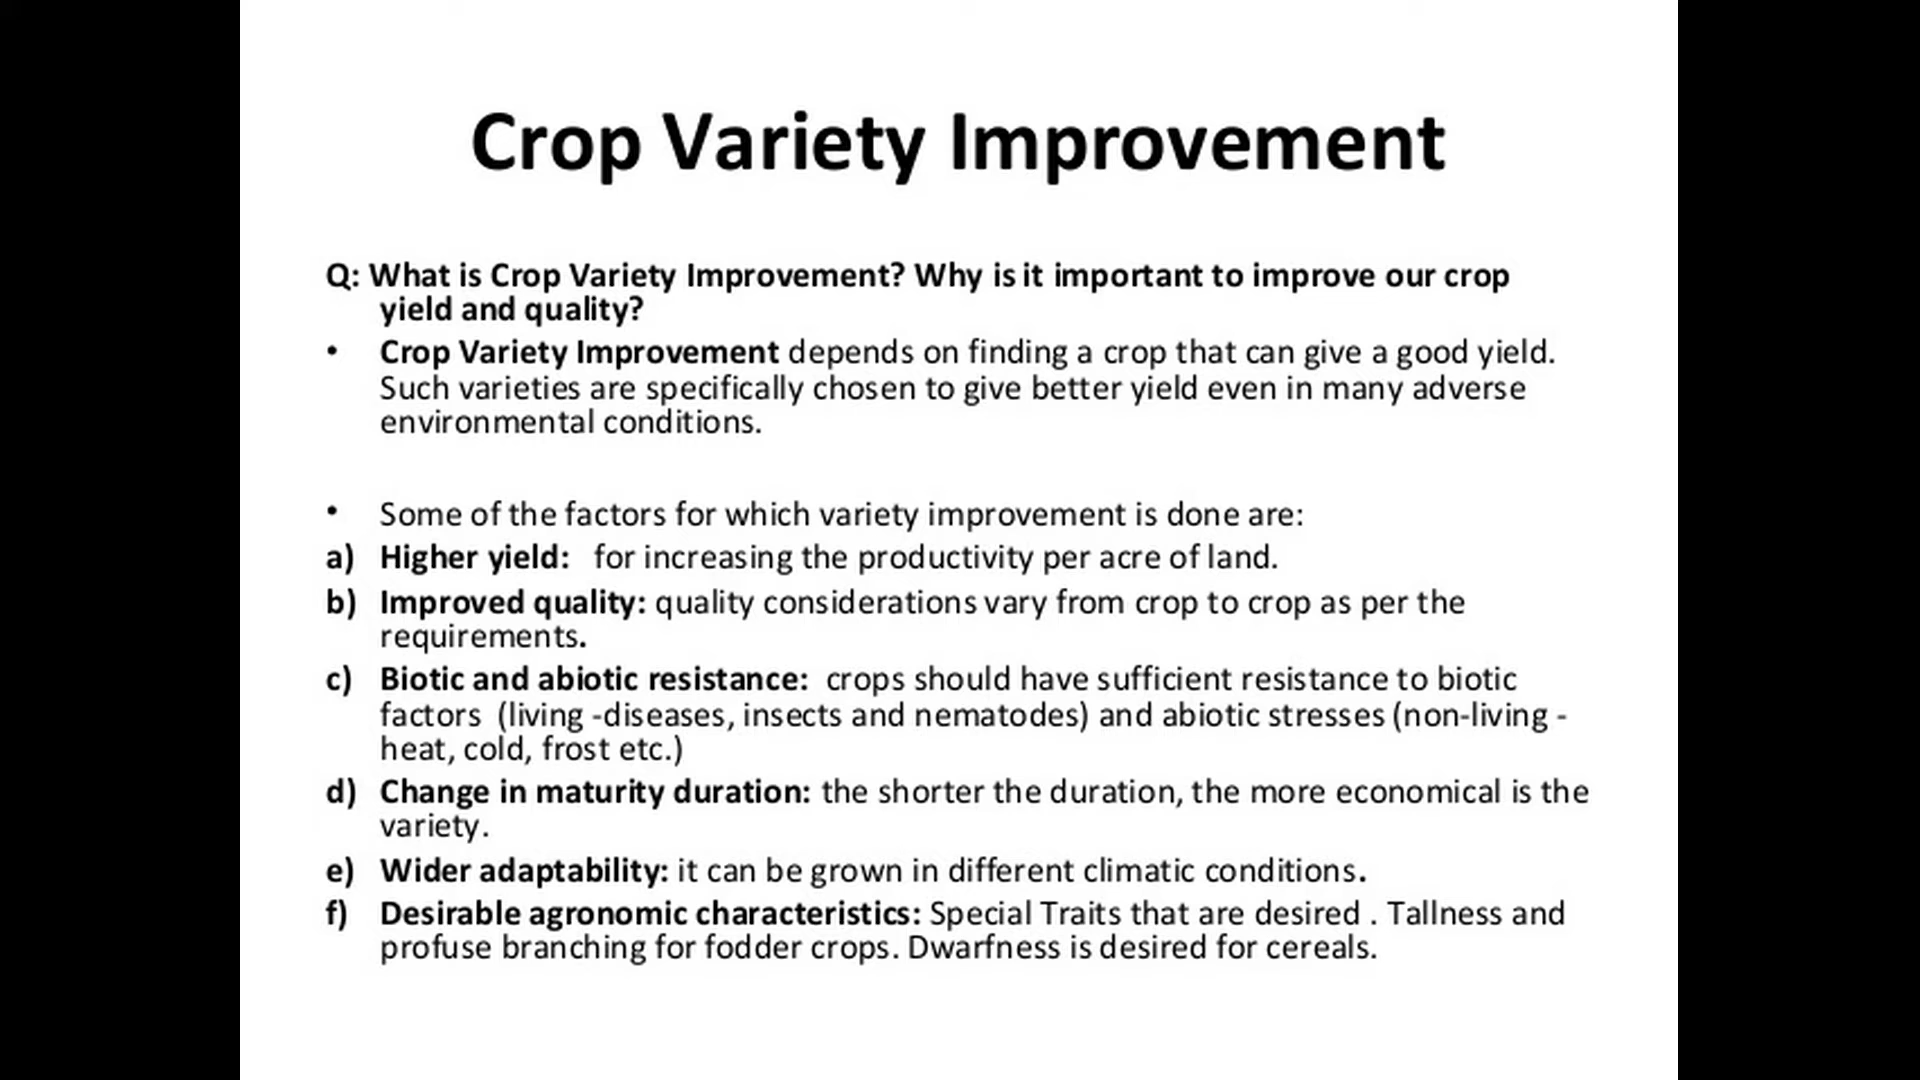 Crop Variety Improvement
Q: What is Crop Variety Improvement? Why is it important to improve our crop
yield and quality?
• Crop Variety Improvement depends on finding a crop that can give a good yield.
Such varieties are specifically chosen to give better yield even in many adverse
environmental conditions.
• Some of the factors for which variety improvement is done are:
a) Higher yield: for increasing the productivity per acre of land.
b) Improved quality: quality considerations vary from crop to crop as per the
requirements.
c) Biotic and abiotic resistance: crops should have sufficient resistance to biotic
factors (living -diseases, insects and nematodes) and abiotic stresses (non-living -
heat, cold, frost etc.)
d) Change in maturity duration: the shorter the duration, the more economical is the
variety.
e) Wider adaptability: it can be grown in different climatic conditions.
f) Desirable agronomic characteristics: Special Traits that are desired . Tallness and
profuse branching for fodder crops. Dwarfness is desired for cereals.